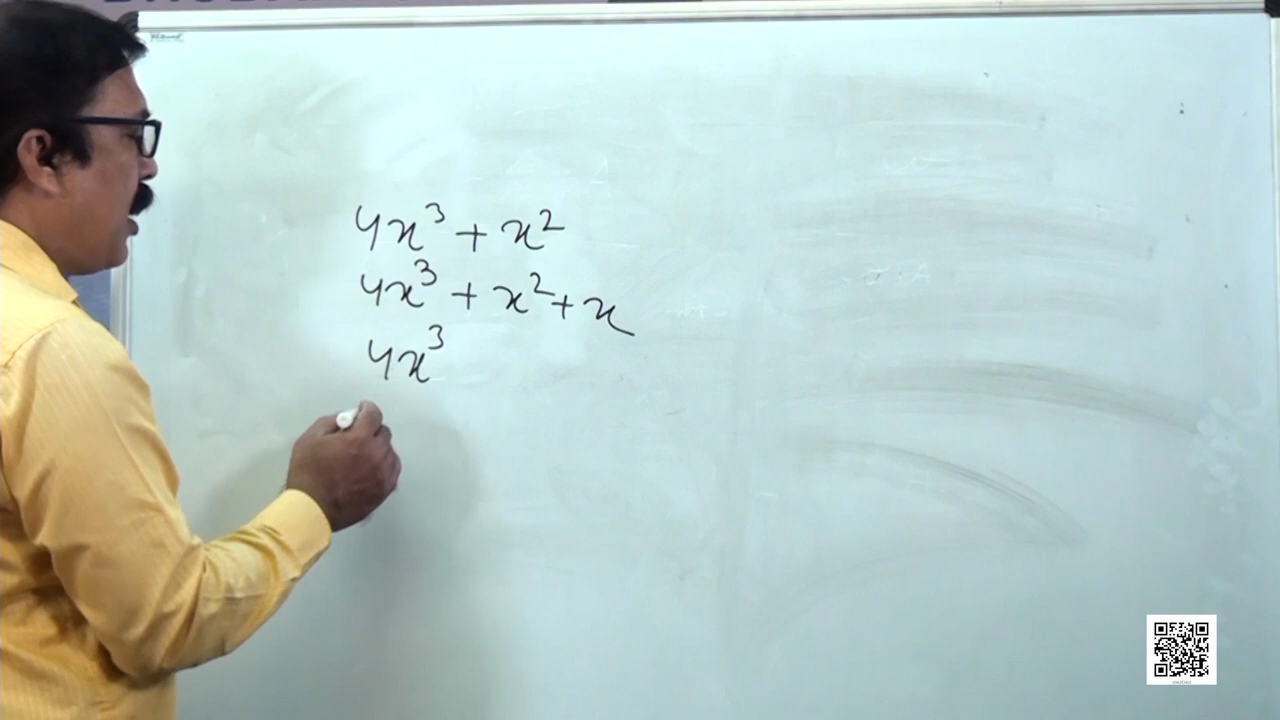 4x³ + x²
4x³ + x² + x
4x³